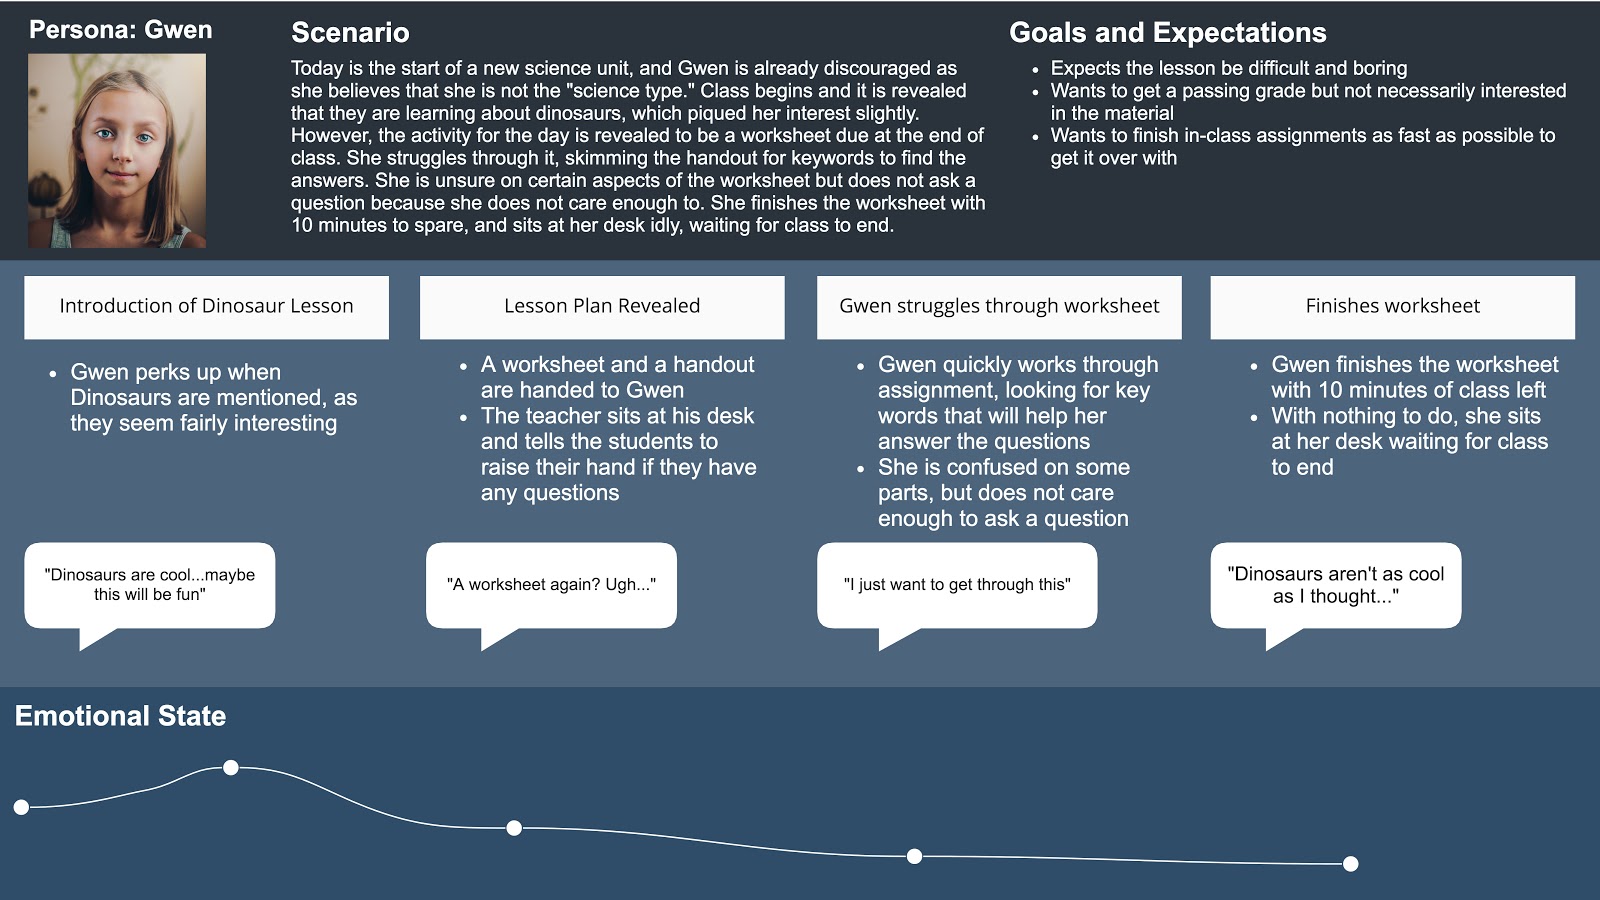 Persona: Gwen
Scenario
Today is the start of a new science unit, and Gwen is already discouraged as
she believes that she is not the "science type." Class begins and it is revealed
that they are learning about dinosaurs, which piqued her interest slightly.
However, the activity for the day is revealed to be a worksheet due at the end of
class. She struggles through it, skimming the handout for keywords to find the
answers. She is unsure on certain aspects of the worksheet but does not ask a
question because she does not care enough to. She finishes the worksheet with
10 minutes to spare, and sits at her desk idly, waiting for class to end.
Goals and Expectations
• Expects the lesson be difficult and boring
• Wants to get a passing grade but not necessarily interested
in the material
• Wants to finish in-class assignments as fast as possible to
get it over with
Introduction of Dinosaur Lesson
• Gwen perks up when
Dinosaurs are mentioned, as
they seem fairly interesting
"Dinosaurs are cool...maybe
this will be fun"
Lesson Plan Revealed
• A worksheet and a handout
are handed to Gwen
• The teacher sits at his desk
and tells the students to
raise their hand if they have
any questions
"A worksheet again? Ugh..."
Gwen struggles through worksheet
• Gwen quickly works through
assignment, looking for key
words that will help her
answer the questions
• She is confused on some
parts, but does not care
enough to ask a question
"I just want to get through this"
Finishes worksheet
• Gwen finishes the worksheet
with 10 minutes of class left
• With nothing to do, she sits
at her desk waiting for class
to end
"Dinosaurs aren't as cool
as I thought..."
Emotional State